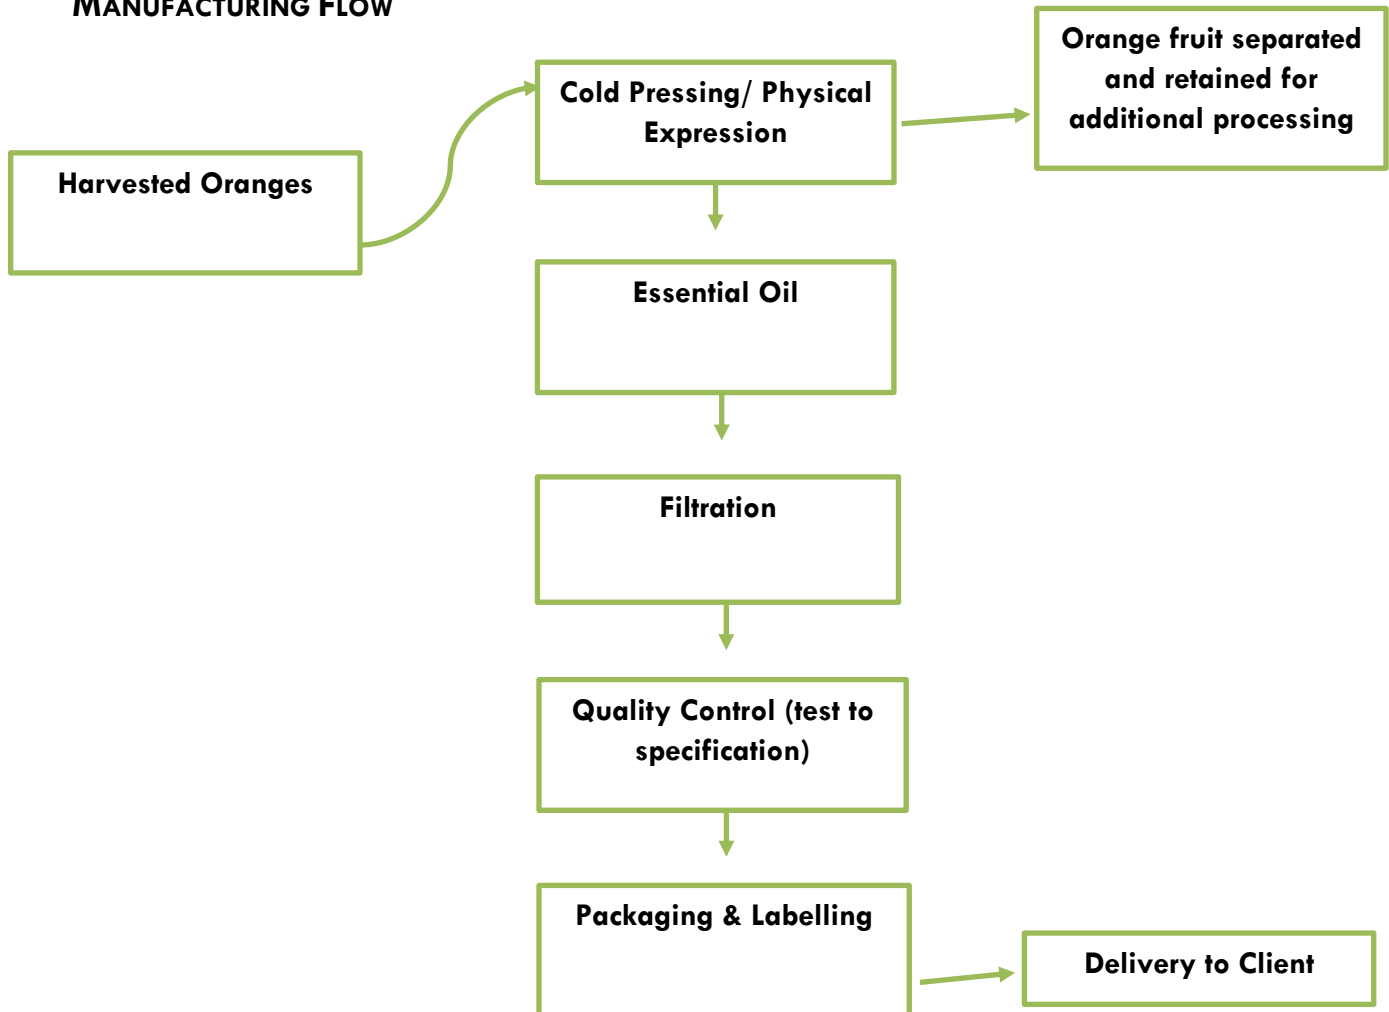 MANUFACTURING FLOW
Harvested Oranges
Cold Pressing/ Physical
Expression
Orange fruit separated
and retained for
additional processing
Essential Oil
Filtration
Quality Control (test to
specification)
Packaging & Labelling
Delivery to Client